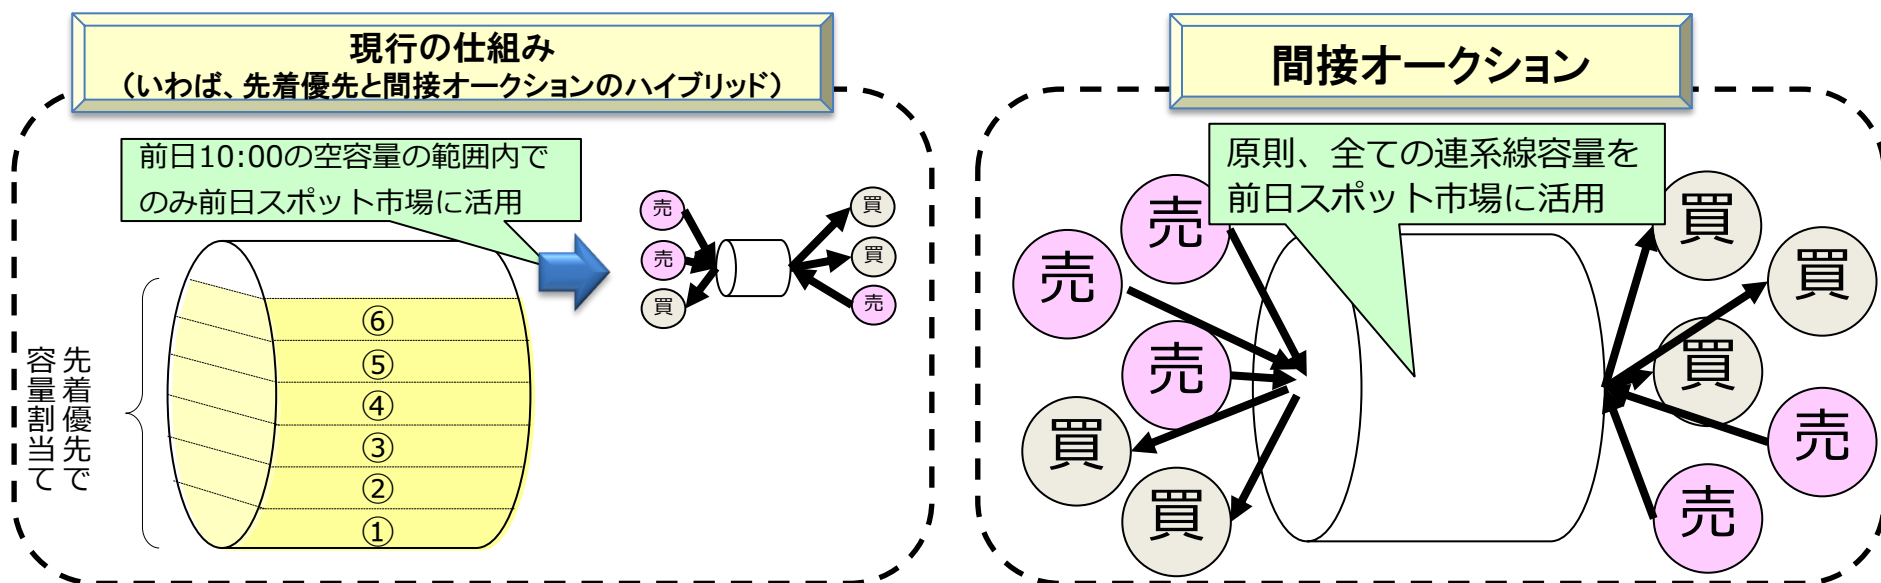 現行の仕組み
（いわば、先着優先と間接オークションのハイブリッド）
前日10:00の空容量の範囲内で
のみ前日スポット市場に活用
売
売
買
買
買
売
先着優先で
容量割当て
⑥
⑤
④
③
②
①
間接オークション
原則、全ての連系線容量を
前日スポット市場に活用
売
売
売
買
買
買
買
買
売
売